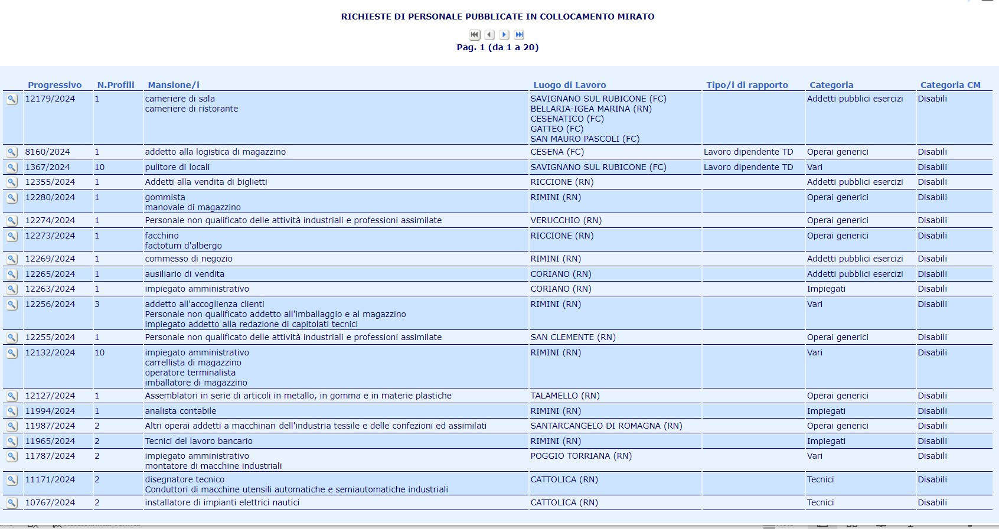 RICHIESTE DI PERSONALE PUBBLICATE IN COLLOCAMENTO MIRATO
Pag. 1 (da 1 a 20)
Progressivo N.Profili Mansione/i Luogo di Lavoro Tipo/i di rapporto Categoria Categoria CM
12179/2024 1 cameriere di sala SAVIGNANO SUL RUBICONE (FC) Addetti pubblici esercizi Disabili
cameriere di ristorante BELLARIA-IGEA MARINA (RN)
CESENATICO (FC)
GATTEO (FC)
SAN MAURO PASCOLI (FC)
8160/2024 1 addetto alla logistica di magazzino CESENA (FC) Lavoro dipendente TD Operai generici Disabili
1367/2024 10 pulitore di locali SAVIGNANO SUL RUBICONE (FC) Lavoro dipendente TD Vari Disabili
12355/2024 1 Addetti alla vendita di biglietti RICCIONE (RN) Addetti pubblici esercizi Disabili
12280/2024 1 gommista RIMINI (RN) Operai generici Disabili
manovale di magazzino
12274/2024 1 Personale non qualificato delle attività industriali e professioni assimilate VERUCCHIO (RN) Operai generici Disabili
12273/2024 1 facchino RICCIONE (RN) Operai generici Disabili
factotum d'albergo
12269/2024 1 commesso di negozio RIMINI (RN) Addetti pubblici esercizi Disabili
12265/2024 1 ausiliario di vendita CORIANO (RN) Addetti pubblici esercizi Disabili
12263/2024 1 impiegato amministrativo CORIANO (RN) Impiegati Disabili
12256/2024 3 addetto all'accoglienza clienti RIMINI (RN) Vari Disabili
Personale non qualificato addetto all'imballaggio e al magazzino
impiegato addetto alla redazione di capitolati tecnici
12255/2024 1 Personale non qualificato delle attività industriali e professioni assimilate SAN CLEMENTE (RN) Operai generici Disabili
12132/2024 10 impiegato amministrativo RIMINI (RN) Vari Disabili
carrellista di magazzino
operatore terminalista
imballatore di magazzino
12127/2024 1 Assemblatori in serie di articoli in metallo, in gomma e in materie plastiche TALAMELLO (RN) Operai generici Disabili
11994/2024 1 analista contabile RIMINI (RN) Impiegati Disabili
11987/2024 2 Altri operai addetti a macchinari dell'industria tessile e delle confezioni ed assimilati SANTARCANGELO DI ROMAGNA (RN) Operai generici Disabili
11965/2024 2 Tecnici del lavoro bancario RIMINI (RN) Impiegati Disabili
11787/2024 2 impiegato amministrativo POGGIO TORRIANA (RN) Vari Disabili
montatore di macchine industriali
11171/2024 2 disegnatore tecnico CATTOLICA (RN) Tecnici Disabili
Conduttori di macchine utensili automatiche e semiautomatiche industriali
10767/2024 2 installatore di impianti elettrici nautici CATTOLICA (RN) Tecnici Disabili